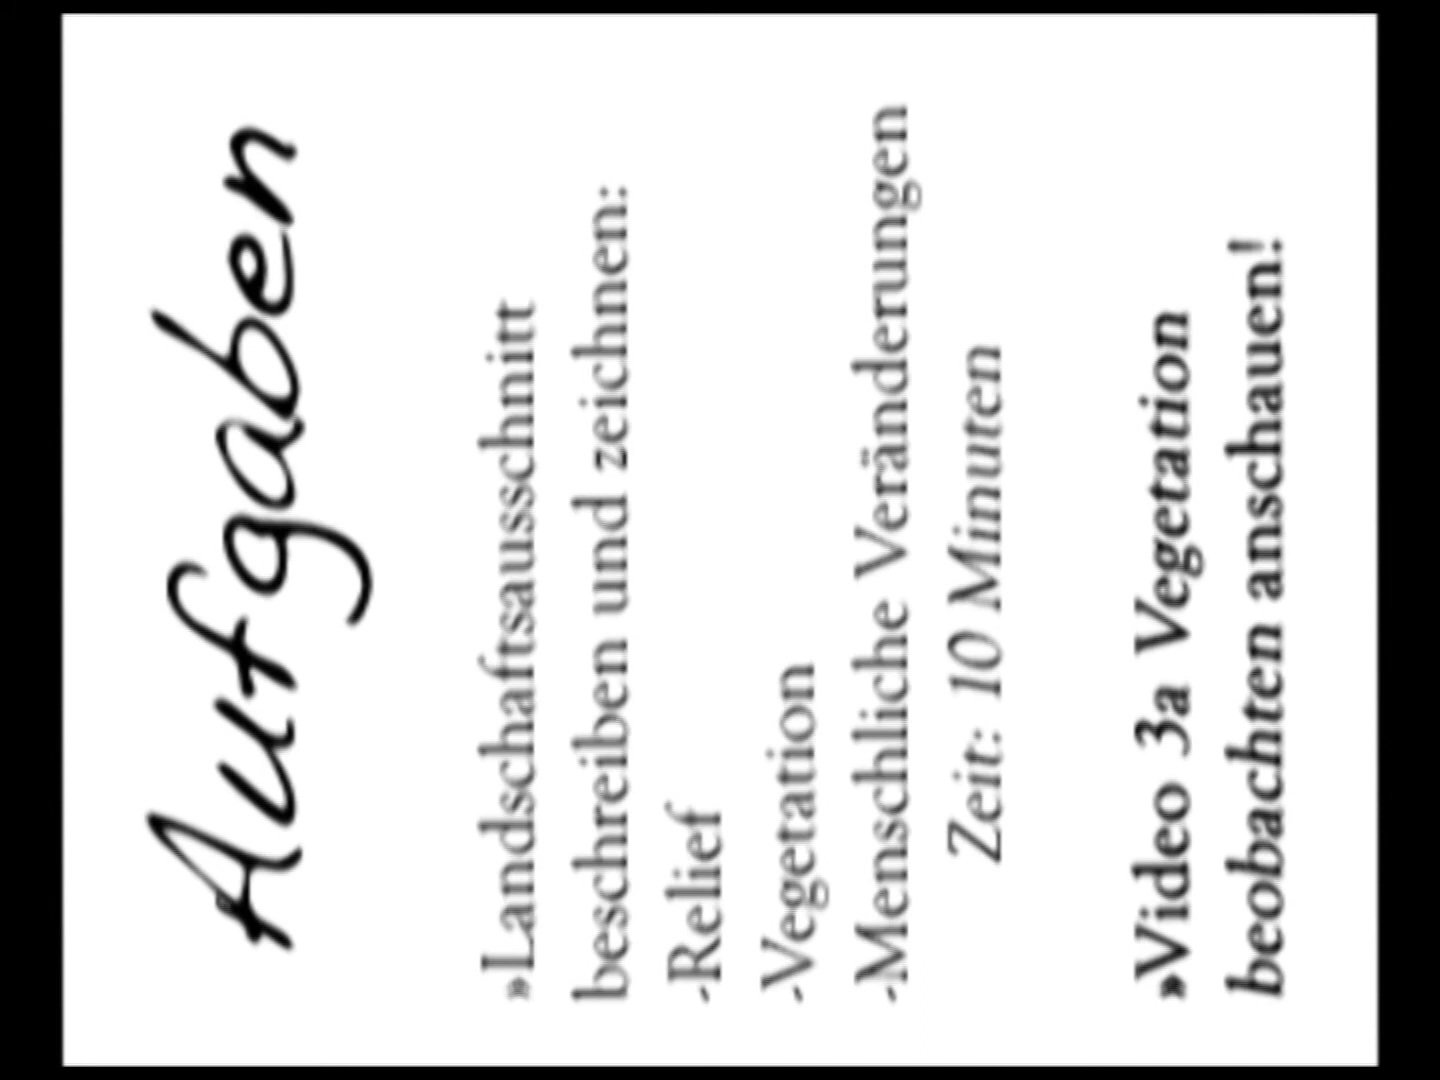 Aufgaben
»Landschaftsausschnitt
beschreiben und zeichnen:
-Relief
-Vegetation
-Menschliche Veränderungen
Zeit: 10 Minuten
»Video 3a Vegetation
beobachten anschauen!